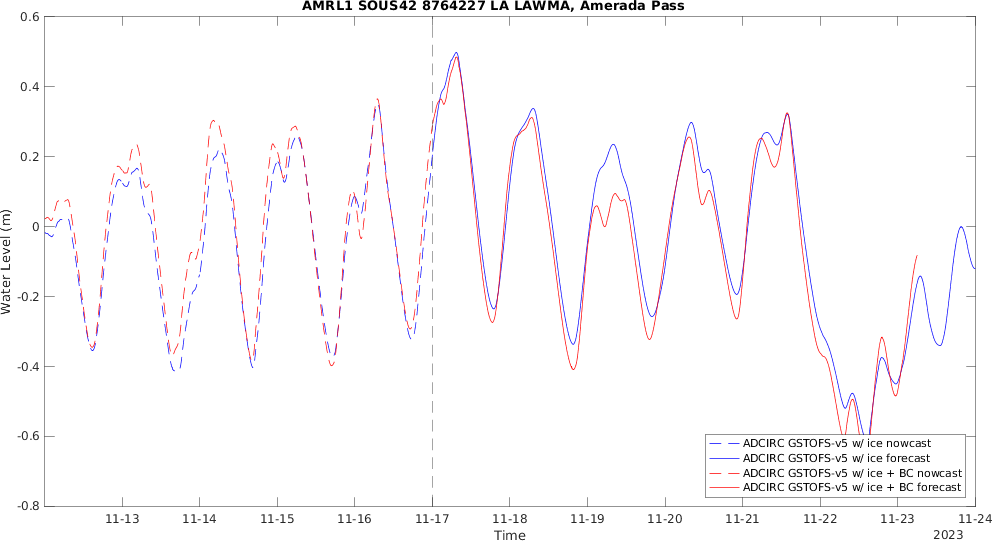 AMRL1 SOUS42 8764227 LA LAWMA, Amerada Pass
0.6
0.4
0.2
0
-0.2
-0.4
-0.6
-0.8
Water Level (m)
ADCIRC GSTOFS-v5 w/ ice nowcast
ADCIRC GSTOFS-v5 w/ ice forecast
ADCIRC GSTOFS-v5 w/ ice + BC nowcast
ADCIRC GSTOFS-v5 w/ ice + BC forecast
11-13 11-14 11-15 11-16 11-17 11-18 11-19 11-20 11-21 11-22 11-23 11-24
Time
2023